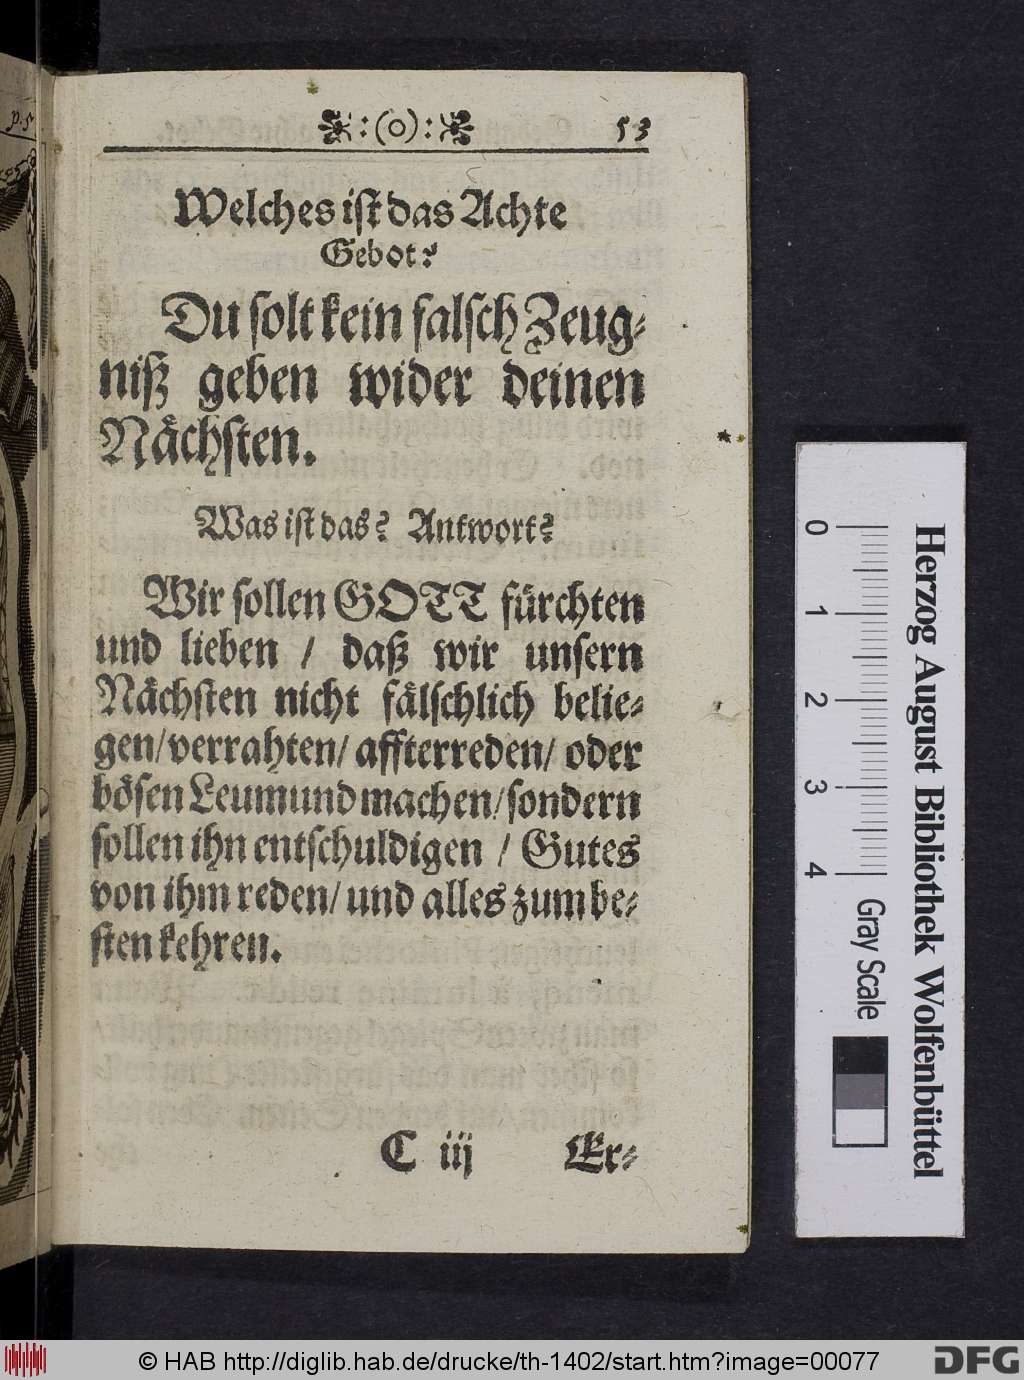 p. 5
❧:(o):❧ 53
Welches ist das Achte
Gebot?
Du solt kein falsch Zeug⸗
niß geben wider deinen
Nächsten.
Was ist das? Antwort?
Wir sollen GOTT fürchten
und lieben / daß wir unsern
Nächsten nicht fälschlich belie⸗
gen/ verrahten/ affterreden/ oder
bösen Leumund machen/ sondern
sollen ihn entschuldigen / Gutes
von ihm reden/ und alles zum be⸗
sten kehren.
C iij Er⸗
0 1 2 3 4
Gray Scale
Herzog August Bibliothek Wolfenbüttel
© HAB http://diglib.hab.de/drucke/th-1402/start.htm?image=00077
DFG